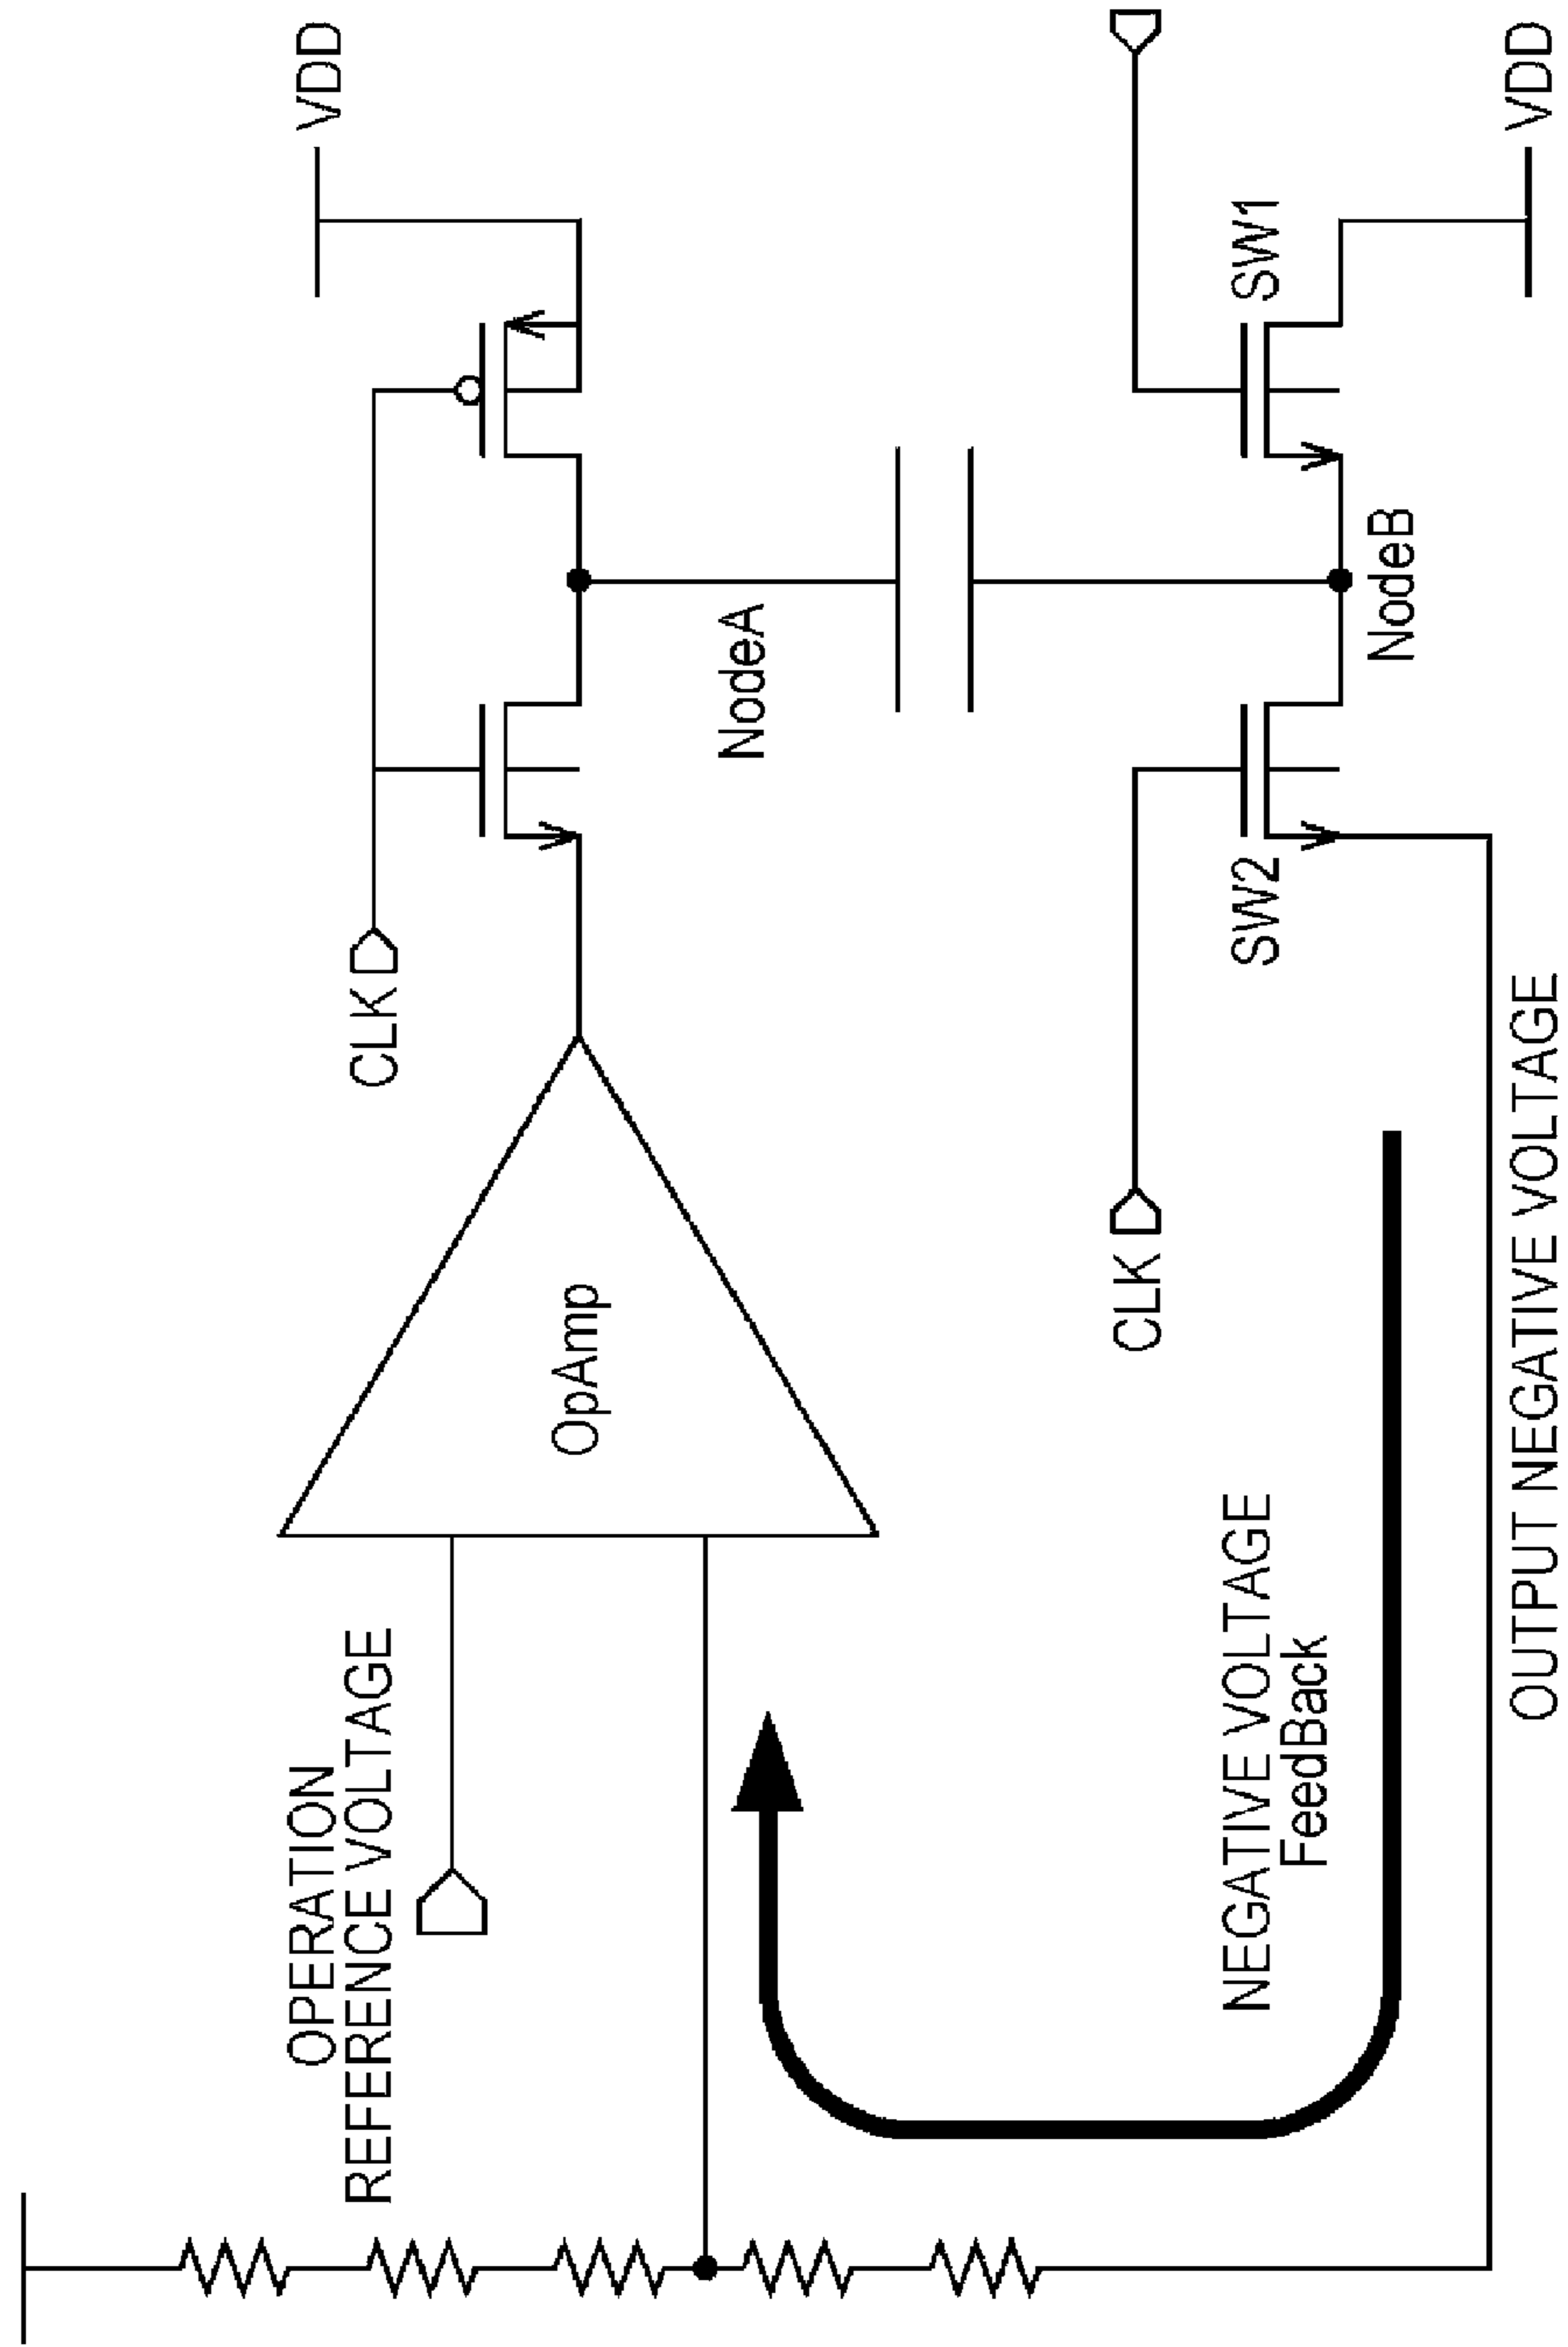 OPERATION
REFERENCE VOLTAGE
OpAmp
CLK
VDD
NodeA
NEGATIVE VOLTAGE
FeedBack
CLK
SW2
SW1
NodeB
OUTPUT NEGATIVE VOLTAGE
VDD